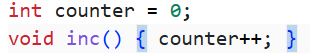 int counter = 0;
void inc() { counter++; }